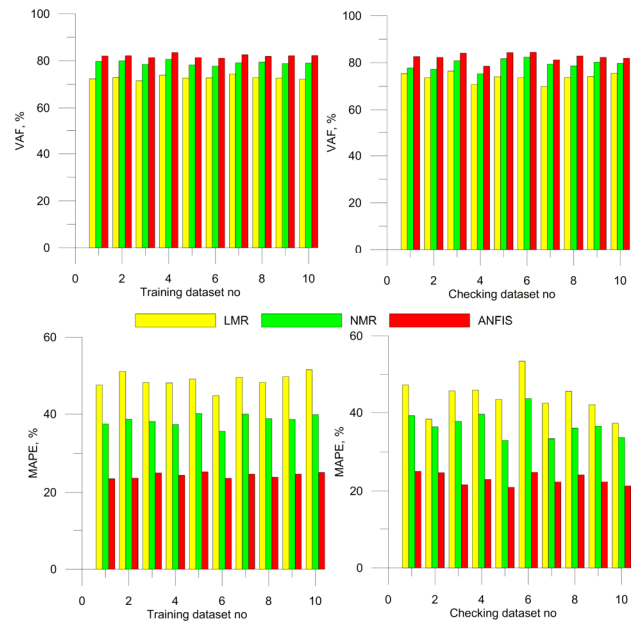 100
80
60
40
20
0
VAF, %
0 2 4 6 8 10
Training dataset no
100
80
60
40
20
0
VAF, %
0 2 4 6 8 10
Checking dataset no
LMR NMR ANFIS
60
40
20
0
MAPE, %
0 2 4 6 8 10
Training dataset no
60
40
20
0
MAPE, %
0 2 4 6 8 10
Checking dataset no